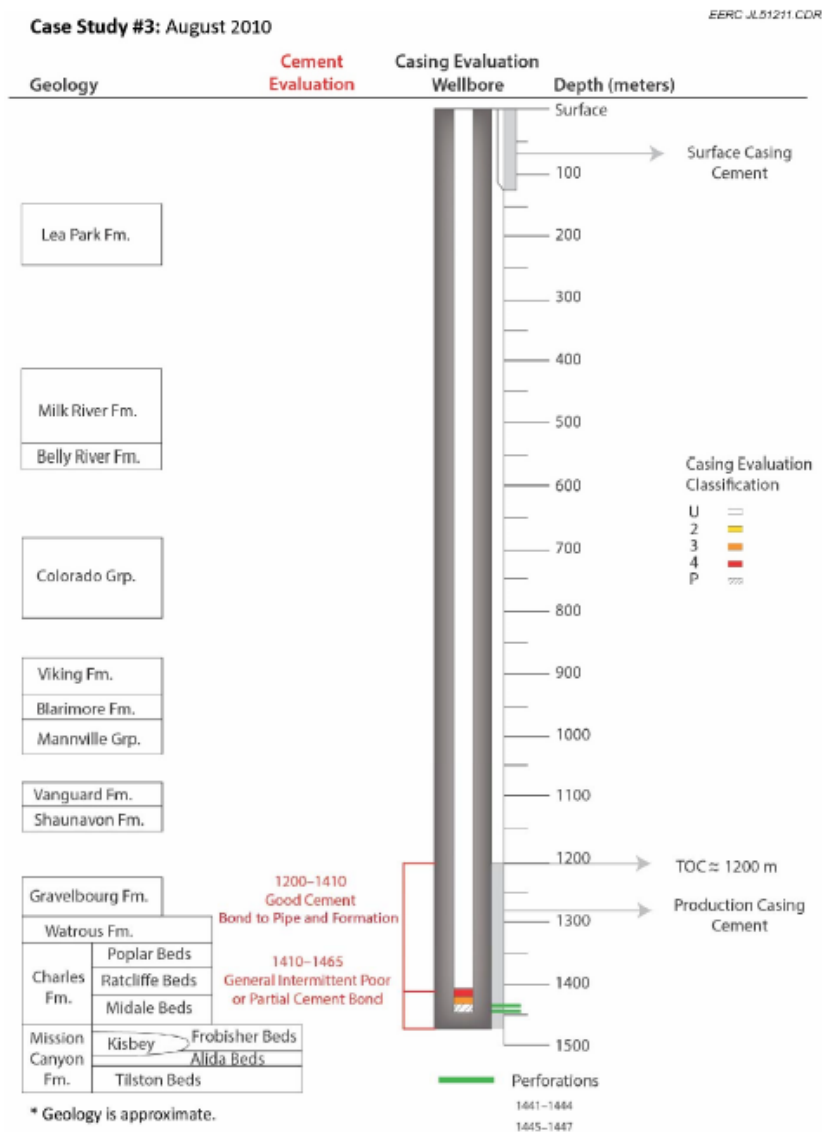 EERC JL51211.CDR
Case Study #3: August 2010
Geology
Cement
Evaluation
Casing Evaluation
Wellbore
Depth (meters)
Surface
100
200
300
400
500
600
700
800
900
1000
1100
1200
1300
1400
1500
Surface Casing
Cement
Lea Park Fm.
Milk River Fm.
Belly River Fm.
Casing Evaluation
Classification
U
2
3
4
P
Colorado Grp.
Viking Fm.
Blarimore Fm.
Mannville Grp.
Vanguard Fm.
Shaunavon Fm.
TOC ≈ 1200 m
Gravelbourg Fm.
1200–1410
Good Cement
Bond to Pipe and Formation
Production Casing
Cement
Watrous Fm.
Charles
Fm.
Poplar Beds
Ratcliffe Beds
Midale Beds
1410–1465
General Intermittent Poor
or Partial Cement Bond
Mission
Canyon
Fm.
Kisbey
Frobisher Beds
Alida Beds
Tilston Beds
Perforations
1441–1444
1445–1447
* Geology is approximate.